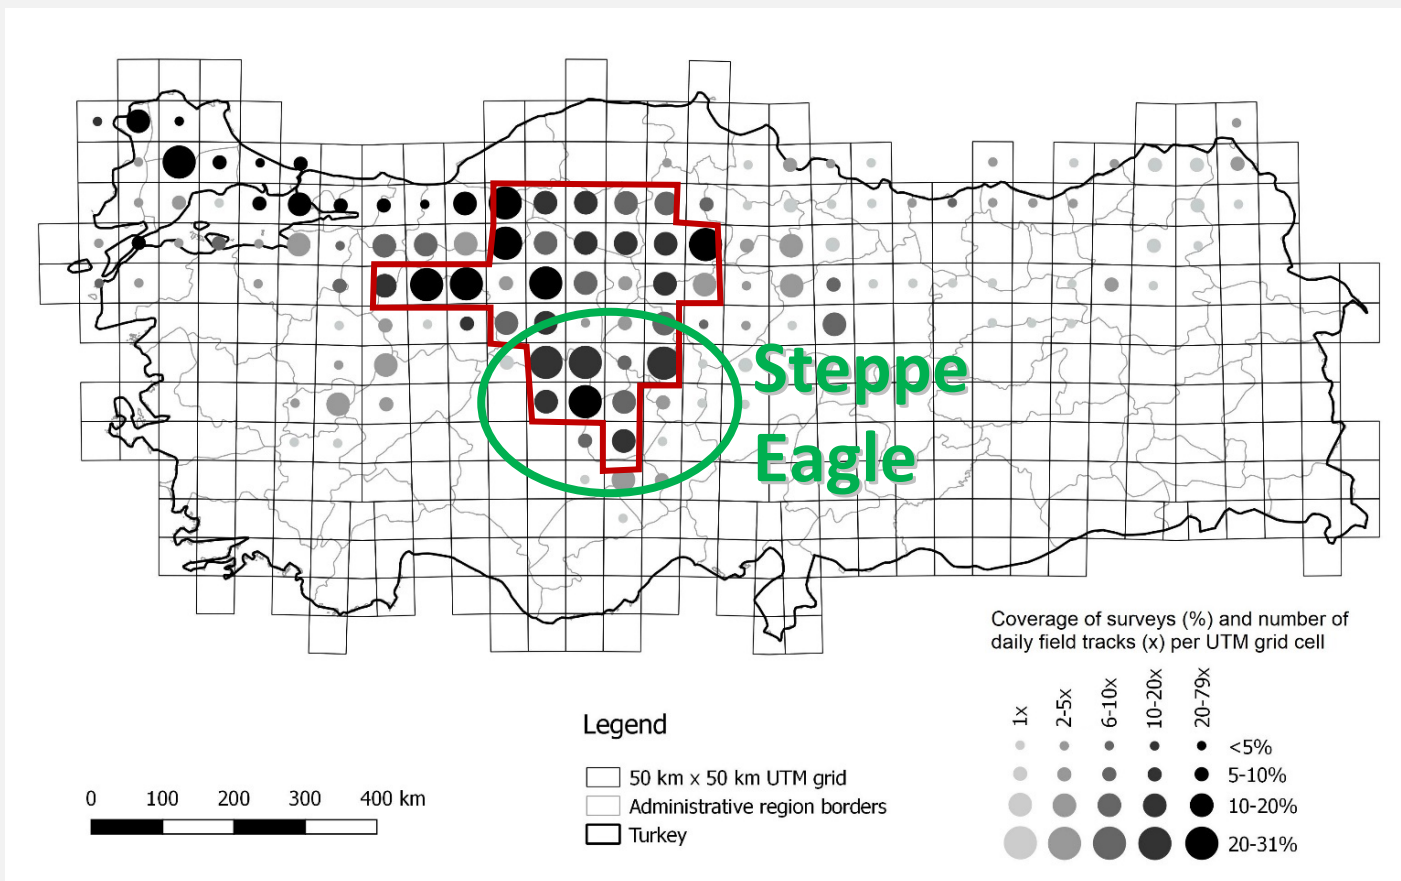 Steppe
Eagle
Coverage of surveys (%) and number of
daily field tracks (x) per UTM grid cell
1x
2-5x
6-10x
10-20x
20-79x
<5%
5-10%
10-20%
20-31%
Legend
50 km x 50 km UTM grid
Administrative region borders
Turkey
0 100 200 300 400 km